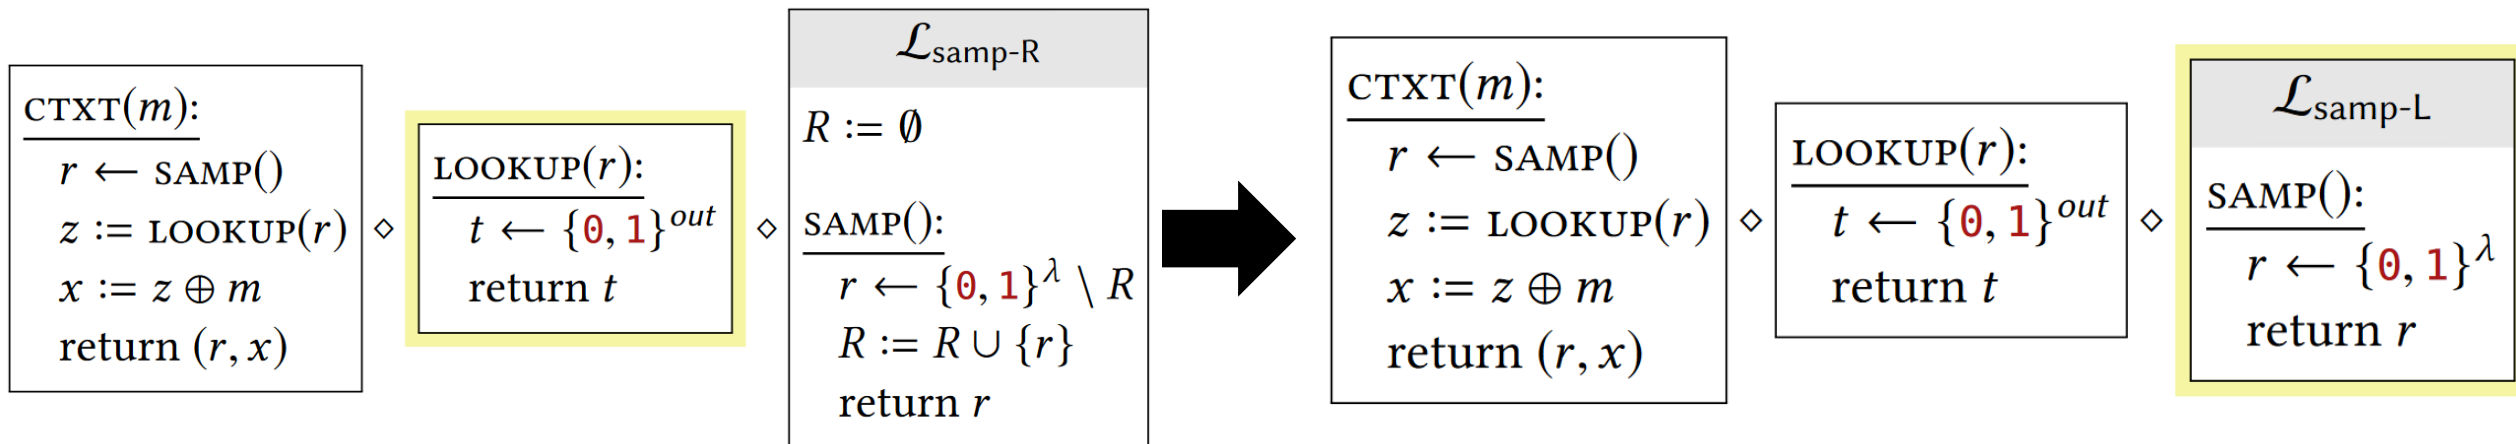 CTXT(m):
r ← SAMP()
z := LOOKUP(r)
x := z ⊕ m
return (r, x)
⋄
LOOKUP(r):
t ← {0, 1}^out
return t
⋄
ℒsamp-R
R := ∅
SAMP():
r ← {0, 1}^λ \ R
R := R ∪ {r}
return r
CTXT(m):
r ← SAMP()
z := LOOKUP(r)
x := z ⊕ m
return (r, x)
⋄
LOOKUP(r):
t ← {0, 1}^out
return t
⋄
ℒsamp-L
SAMP():
r ← {0, 1}^λ
return r